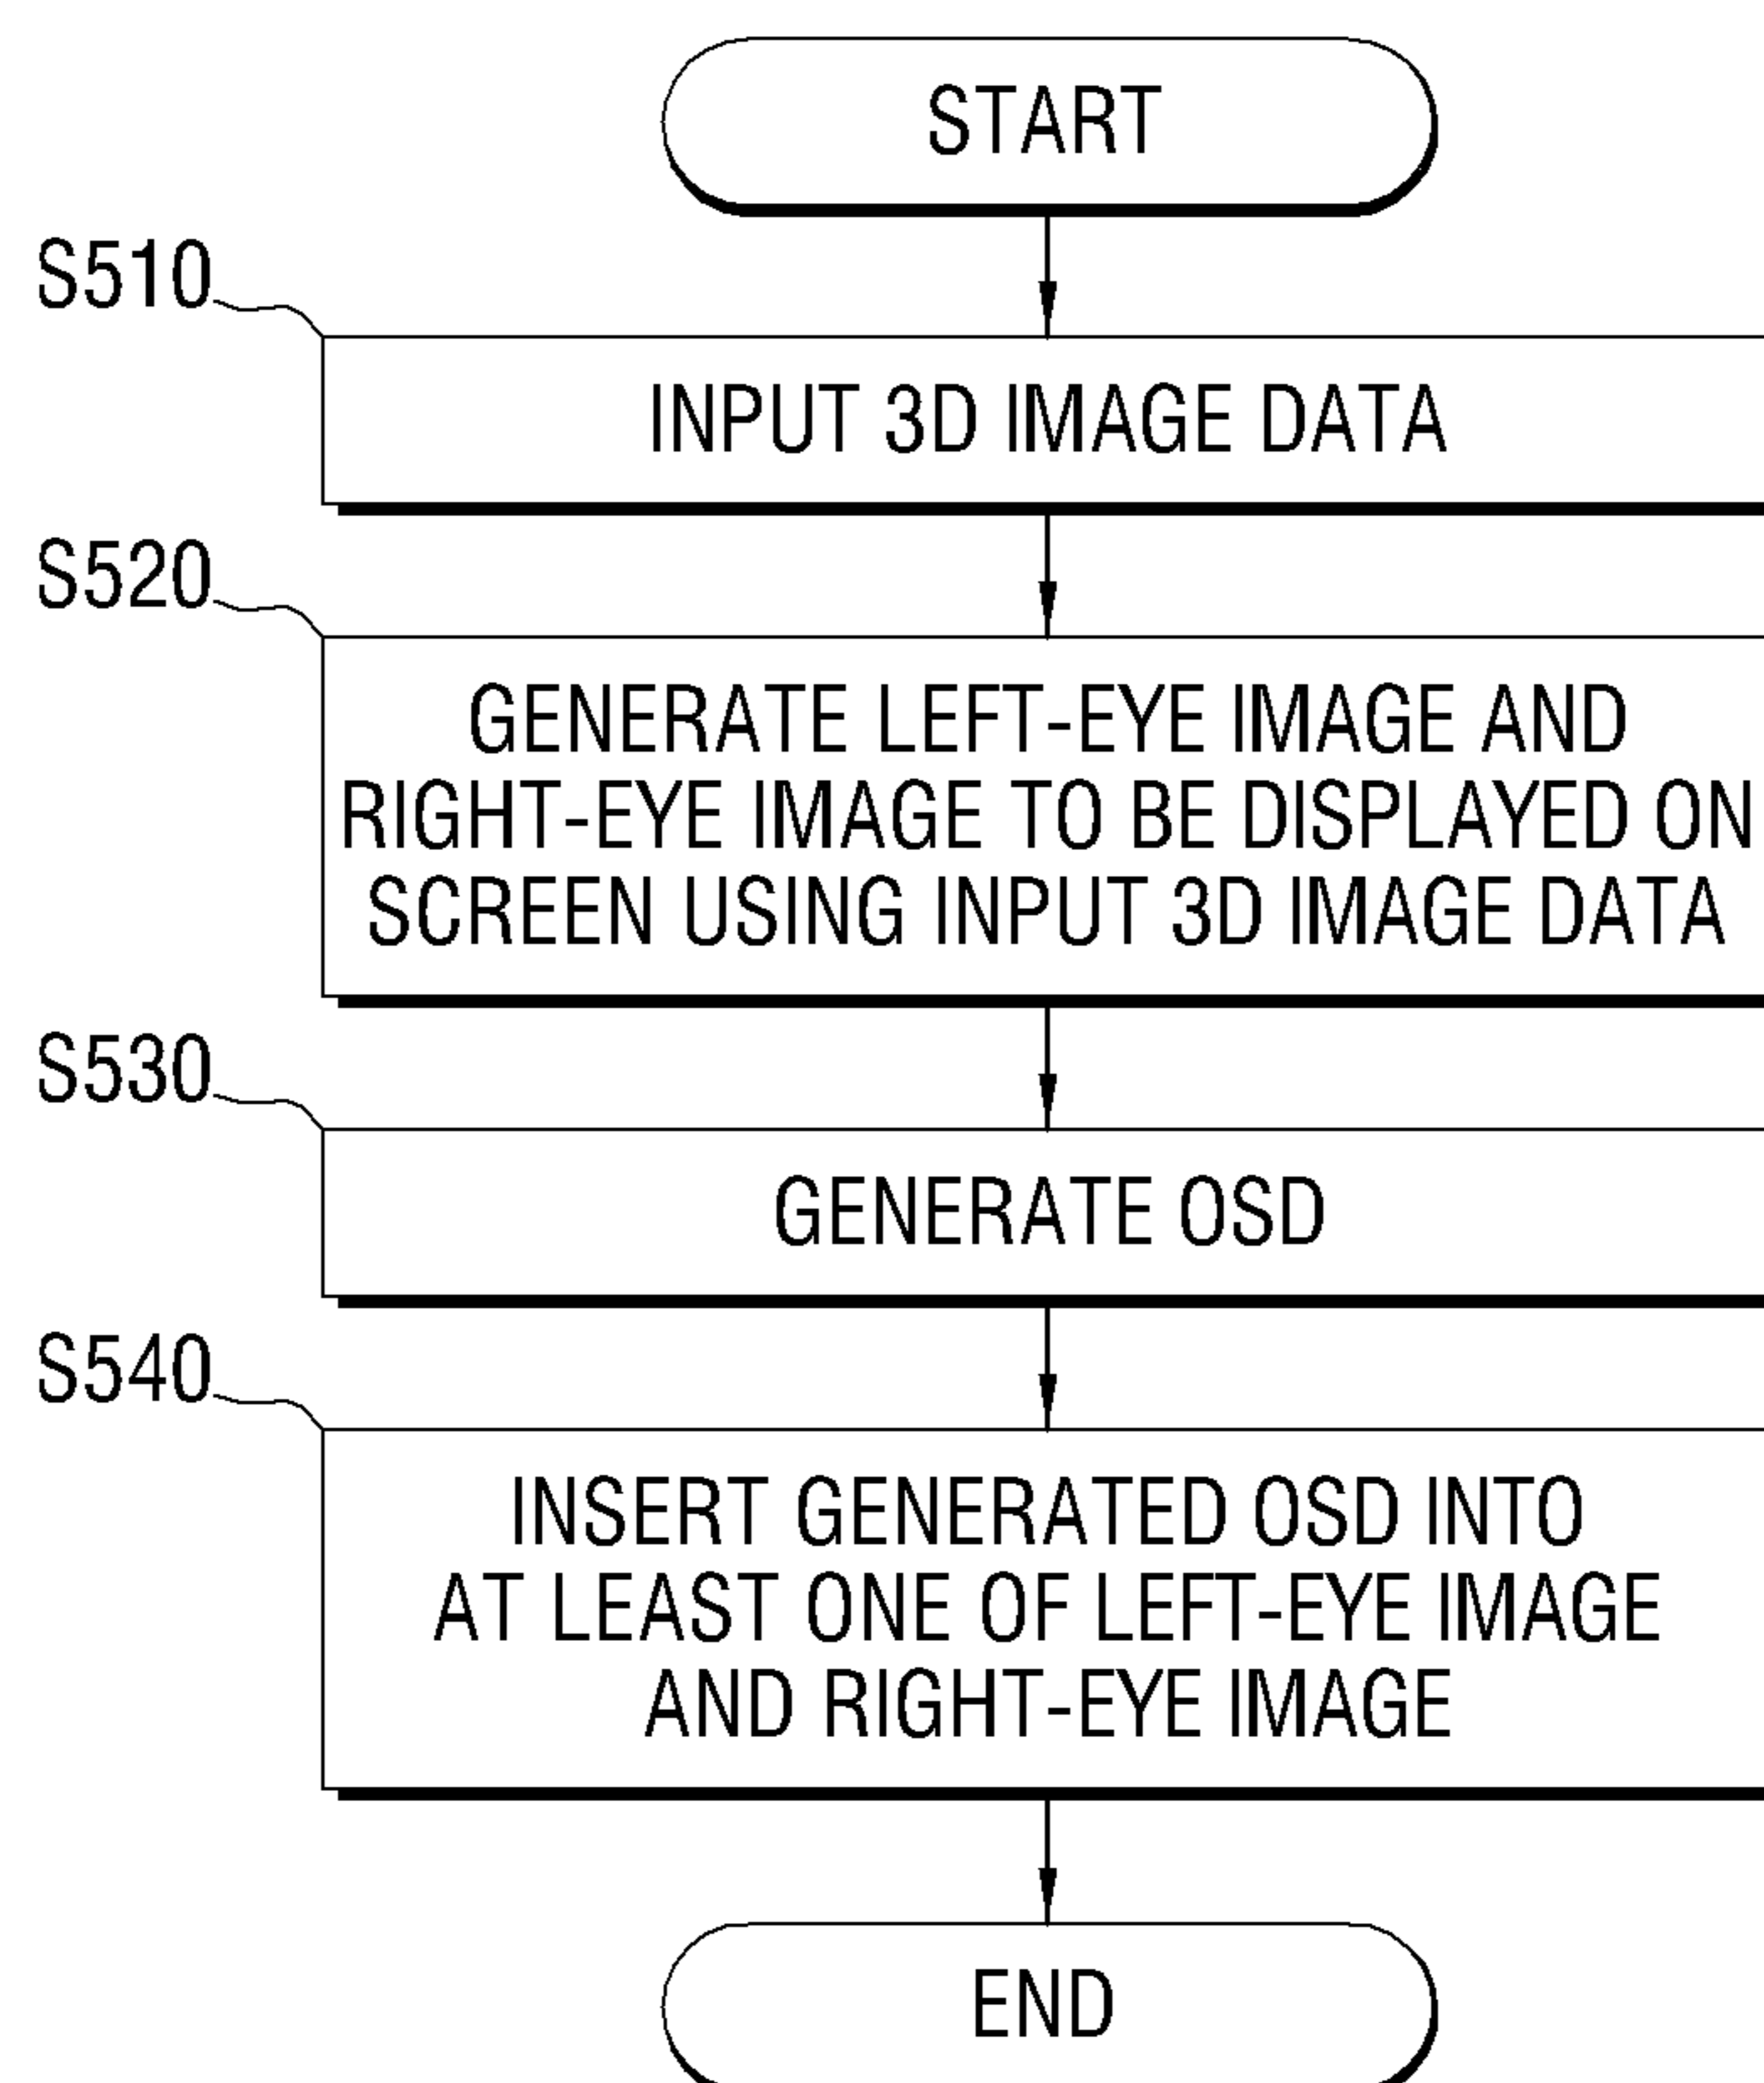 START
S510
INPUT 3D IMAGE DATA
S520
GENERATE LEFT-EYE IMAGE AND
RIGHT-EYE IMAGE TO BE DISPLAYED ON
SCREEN USING INPUT 3D IMAGE DATA
S530
GENERATE OSD
S540
INSERT GENERATED OSD INTO
AT LEAST ONE OF LEFT-EYE IMAGE
AND RIGHT-EYE IMAGE
END